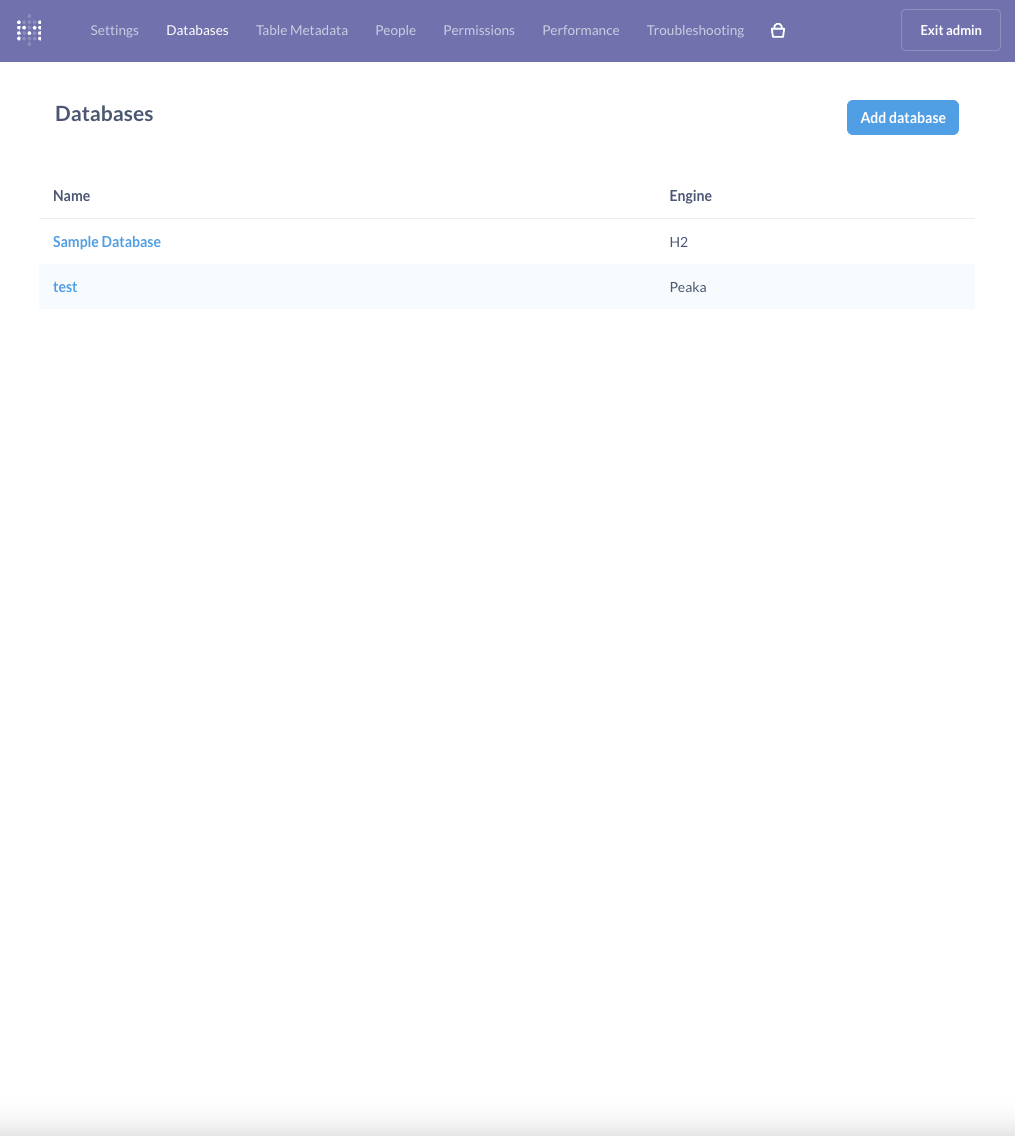 Settings Databases Table Metadata People Permissions Performance Troubleshooting Exit admin
Databases
Add database
Name Engine
Sample Database H2
test Peaka